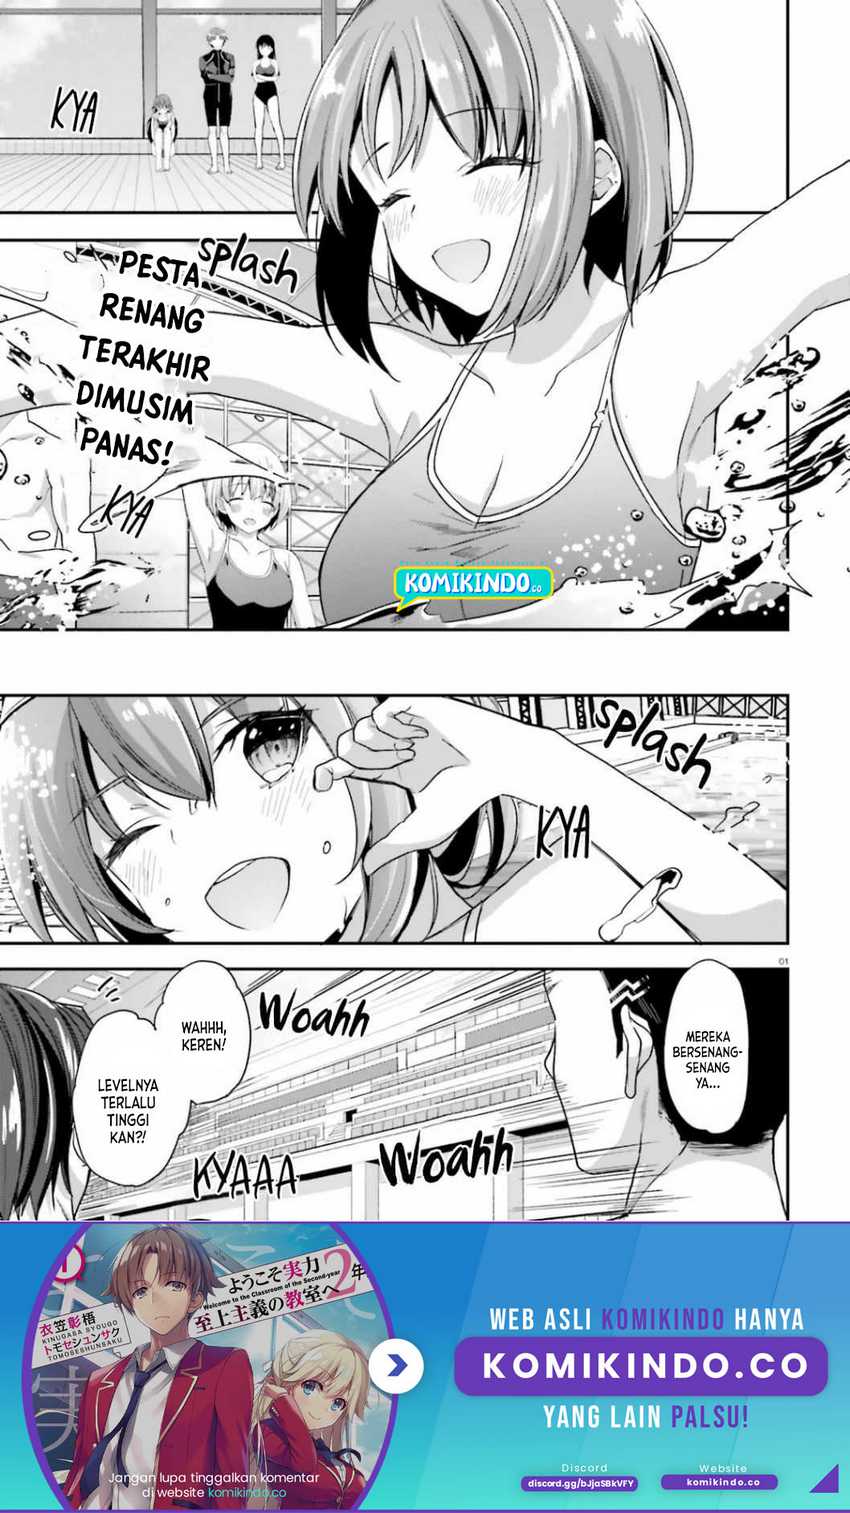 KYA
splash
PESTA
RENANG
TERAKHIR
DIMUSIM
PANAS!
KYA
KOMIKINDO.CO
splash
KYA
01
MEREKA
BERSENANG-
SENANG
YA...
Woahh
WAHHH,
KEREN!
LEVELNYA
TERLALU
TINGGI
KAN?!
KYAAA
Woahh
1
ようこそ実力
Welcome to the Classroom of the Second-year
至上主義の教室へ2年
衣笠彰梧
KINUGASA SYOUGO
トモセシュンサク
TOMOSESHUNSAKU
Jangan lupa tinggalkan komentar
di website komikindo.co
WEB ASLI KOMIKINDO HANYA
KOMIKINDO.CO
YANG LAIN PALSU!
Discord
discord.gg/bJjaSBkVFY
Website
komikindo.co